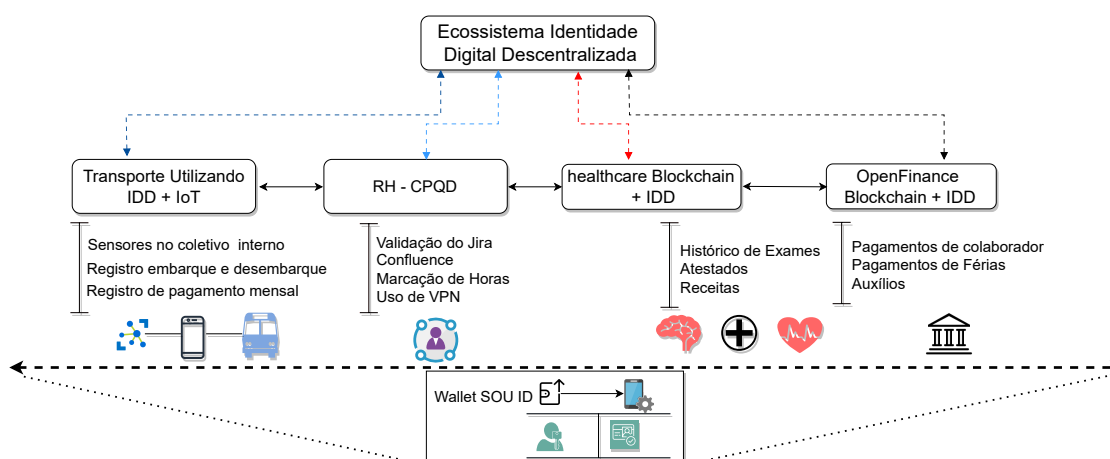 Ecossistema Identidade
Digital Descentralizada
Transporte Utilizando
IDD + IoT
RH - CPQD
healthcare Blockchain
+ IDD
OpenFinance
Blockchain + IDD
Sensores no coletivo interno
Registro embarque e desembarque
Registro de pagamento mensal
Validação do Jira
Confluence
Marcação de Horas
Uso de VPN
Histórico de Exames
Atestados
Receitas
Pagamentos de colaborador
Pagamentos de Férias
Auxílios
Wallet SOU ID